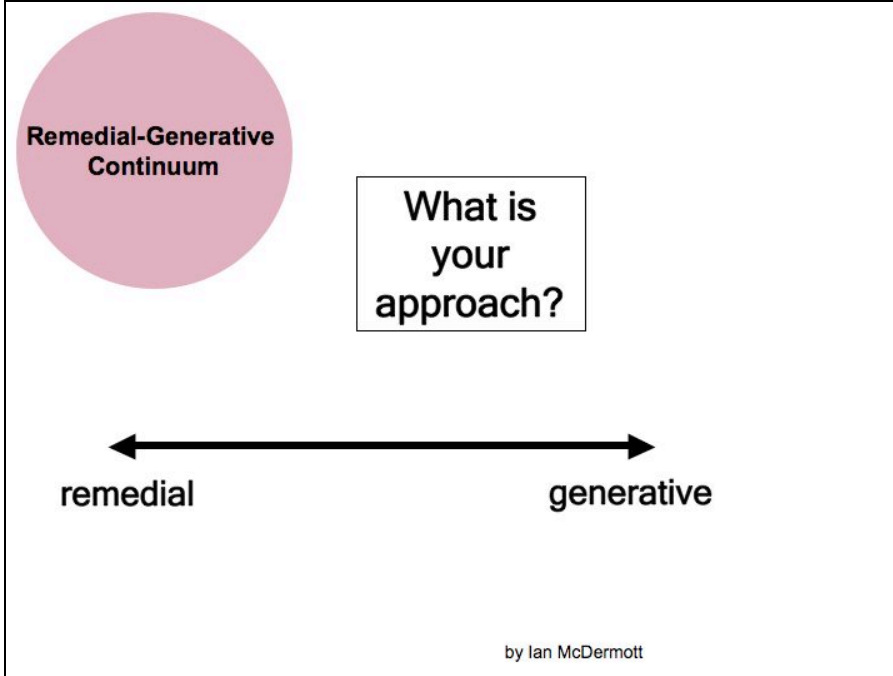 Remedial-Generative
Continuum
What is
your
approach?
remedial
generative
by Ian McDermott